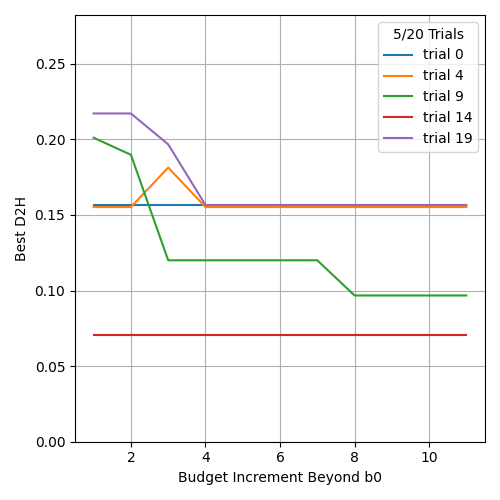 5/20 Trials
trial 0
trial 4
trial 9
trial 14
trial 19
Best D2H
0.25
0.20
0.15
0.10
0.05
0.00
2 4 6 8 10
Budget Increment Beyond b0